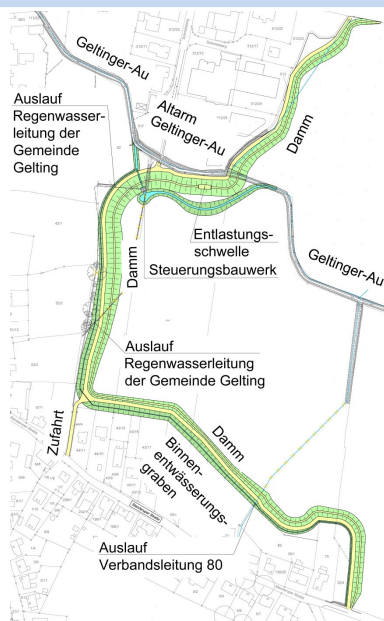 Geltinger-Au
Auslauf
Regenwasser-
leitung der
Gemeinde
Gelting
Altarm
Geltinger-Au
Damm
Entlastungs-
schwelle
Steuerungsbauwerk
Geltinger-Au
Damm
Auslauf
Regenwasserleitung
der Gemeinde Gelting
Zufahrt
Damm
Binnen-
entwässerungs-
graben
Auslauf
Verbandsleitung 80